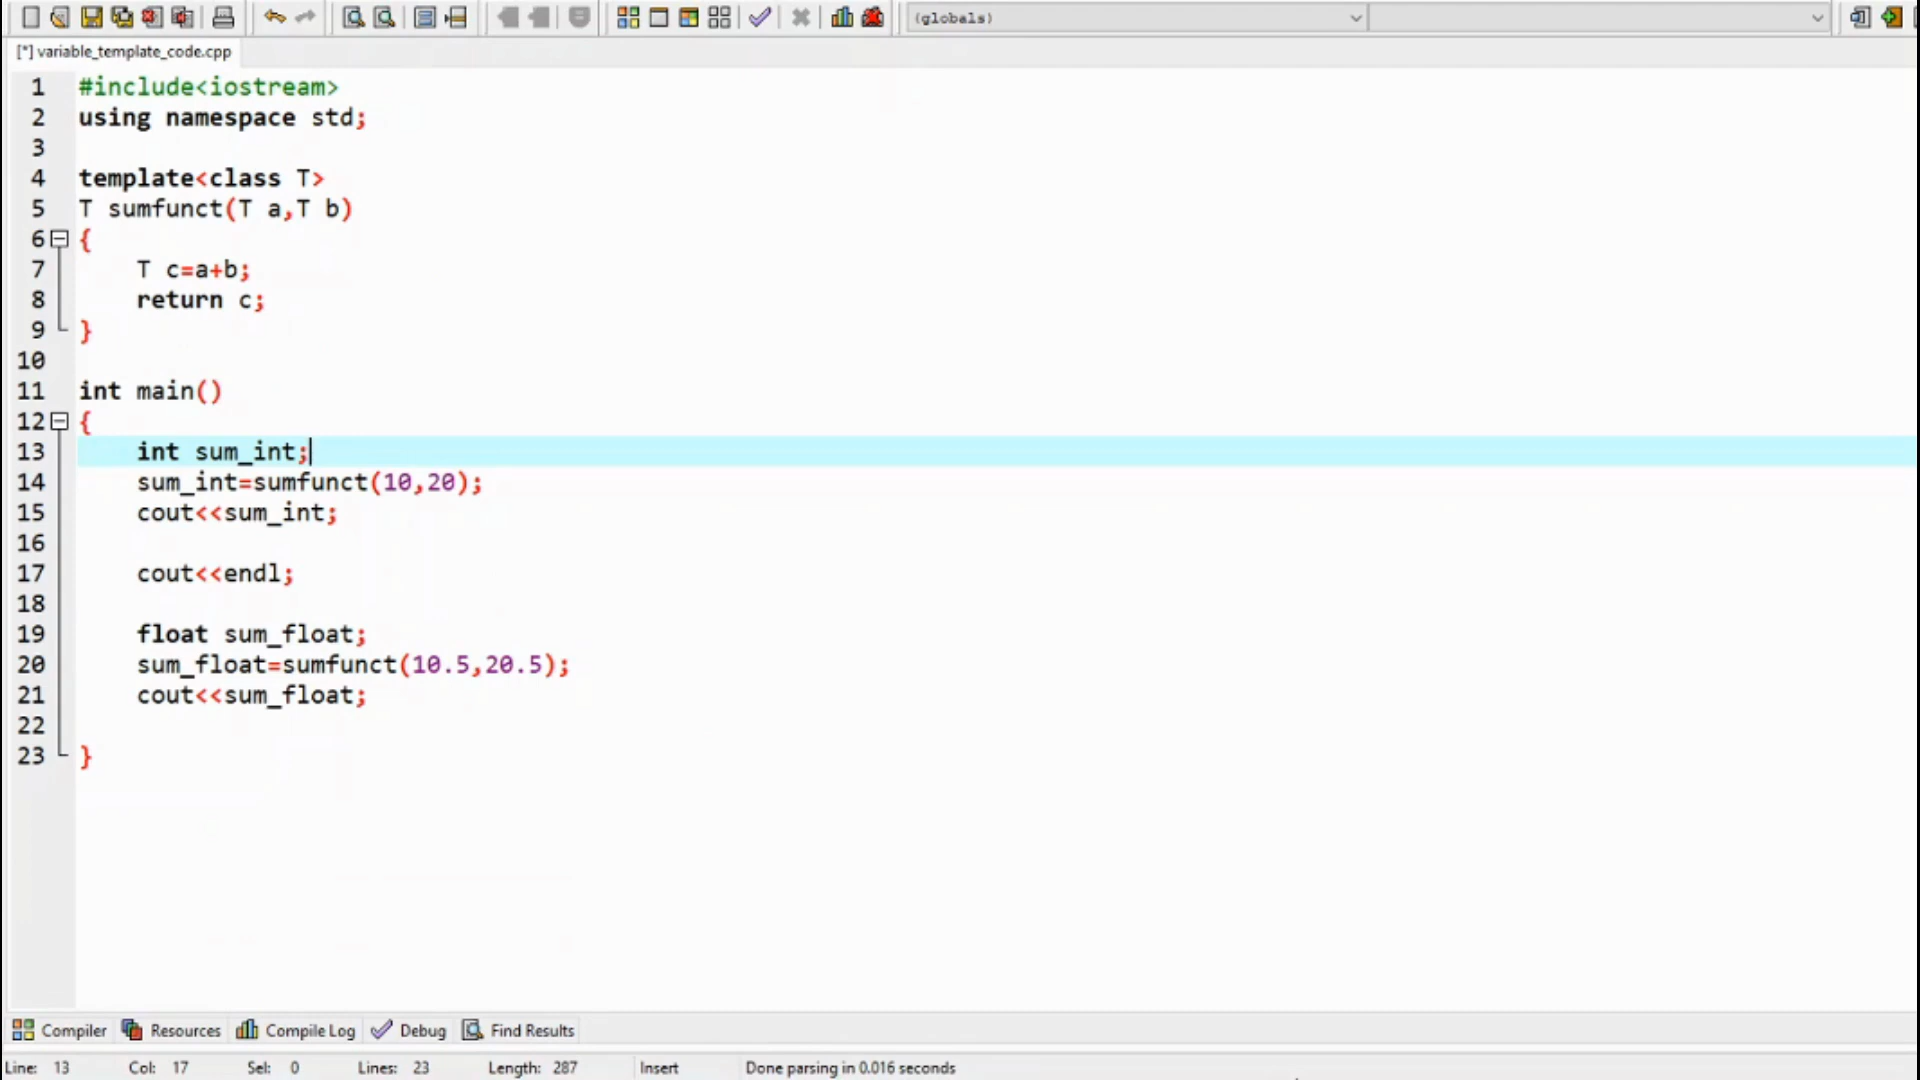 (globals)
[*] variable_template_code.cpp
1 #include<iostream>
2 using namespace std;
3
4 template<class T>
5 T sumfunct(T a,T b)
6 {
7 T c=a+b;
8 return c;
9 }
10
11 int main()
12 {
13 int sum_int;
14 sum_int=sumfunct(10,20);
15 cout<<sum_int;
16
17 cout<<endl;
18
19 float sum_float;
20 sum_float=sumfunct(10.5,20.5);
21 cout<<sum_float;
22
23 }
Compiler Resources Compile Log Debug Find Results
Line: 13 Col: 17 Sel: 0 Lines: 23 Length: 287 Insert Done parsing in 0.016 seconds